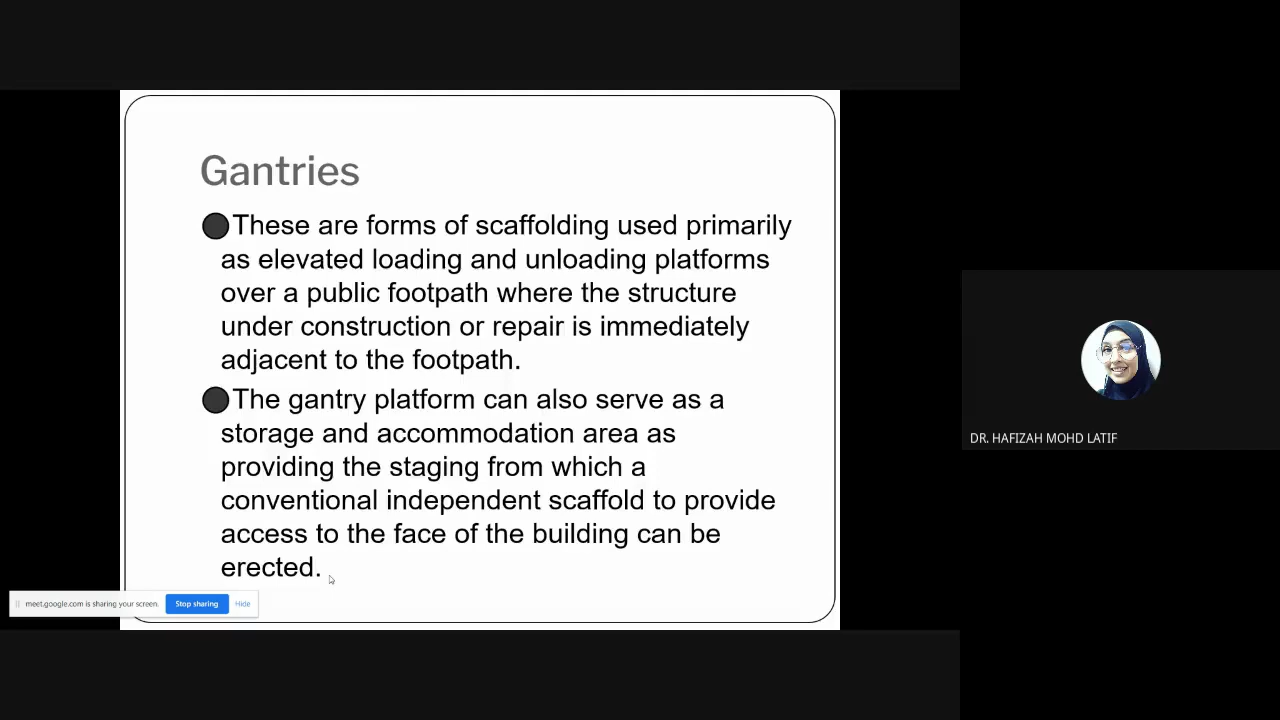 Gantries
These are forms of scaffolding used primarily
as elevated loading and unloading platforms
over a public footpath where the structure
under construction or repair is immediately
adjacent to the footpath.
The gantry platform can also serve as a
storage and accommodation area as
providing the staging from which a
conventional independent scaffold to provide
access to the face of the building can be
erected.
meet.google.com is sharing your screen. Stop sharing Hide
DR. HAFIZAH MOHD LATIF